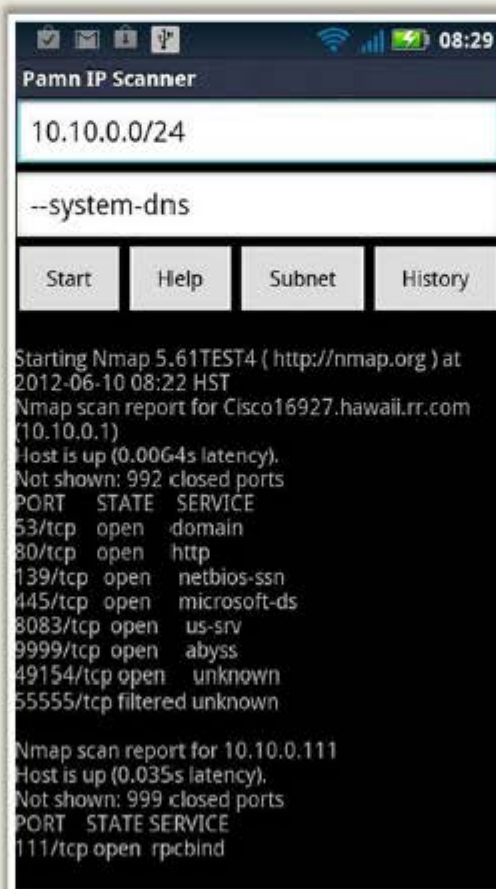 08:29
Pamn IP Scanner
10.10.0.0/24
--system-dns
Start Help Subnet History
Starting Nmap 5.61TEST4 ( http://nmap.org ) at
2012-06-10 08:22 HST
Nmap scan report for Cisco16927.hawaii.rr.com
(10.10.0.1)
Host is up (0.0064s latency).
Not shown: 992 closed ports
PORT STATE SERVICE
53/tcp open domain
80/tcp open http
139/tcp open netbios-ssn
445/tcp open microsoft-ds
8083/tcp open us-srv
9999/tcp open abyss
49154/tcp open unknown
55555/tcp filtered unknown
Nmap scan report for 10.10.0.111
Host is up (0.035s latency).
Not shown: 999 closed ports
PORT STATE SERVICE
111/tcp open rpcbind